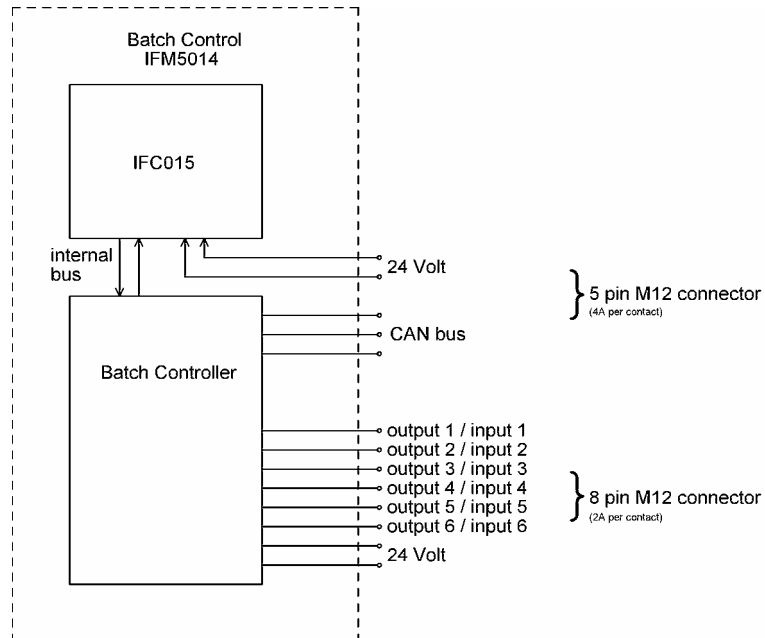 Batch Control
IFM5014
IFC015
internal
bus
24 Volt
5 pin M12 connector
(4A per contact)
CAN bus
Batch Controller
output 1 / input 1
output 2 / input 2
output 3 / input 3
output 4 / input 4
output 5 / input 5
output 6 / input 6
8 pin M12 connector
(2A per contact)
24 Volt